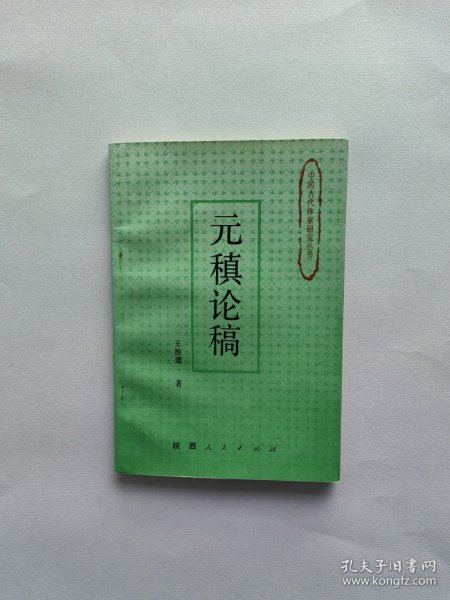 中国古代作家研究丛书
元稹论稿
王拾遗 著
陕西人民出版社
孔夫子旧书网
www.kongfz.com